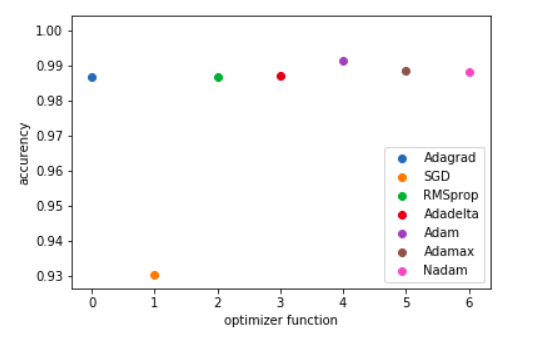 1.00
0.99
0.98
0.97
0.96
0.95
0.94
0.93
accurency
0 1 2 3 4 5 6
optimizer function
Adagrad
SGD
RMSprop
Adadelta
Adam
Adamax
Nadam